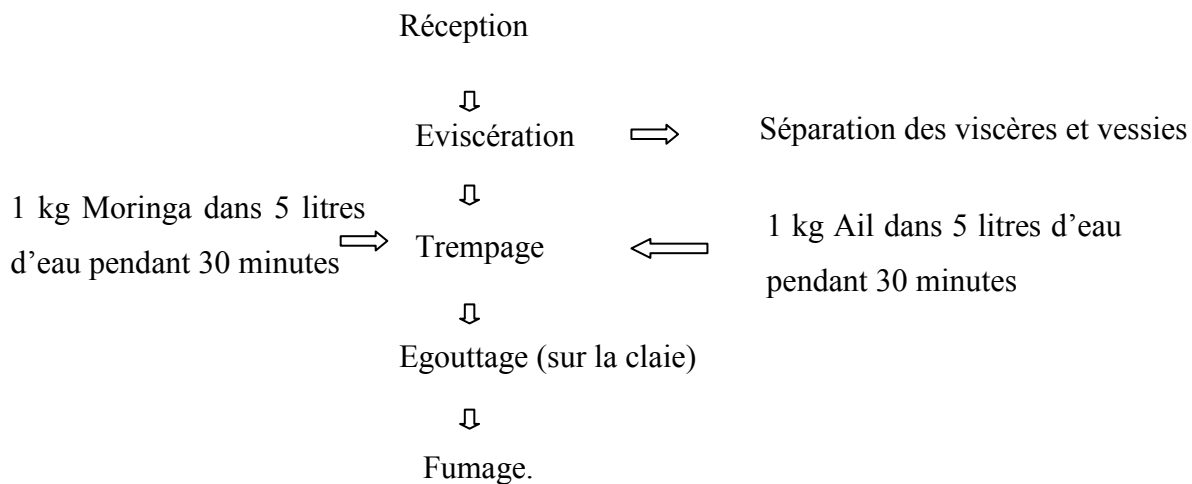 Réception
Eviscération
Séparation des viscères et vessies
1 kg Moringa dans 5 litres
d’eau pendant 30 minutes
Trempage
1 kg Ail dans 5 litres d’eau
pendant 30 minutes
Egouttage (sur la claie)
Fumage.